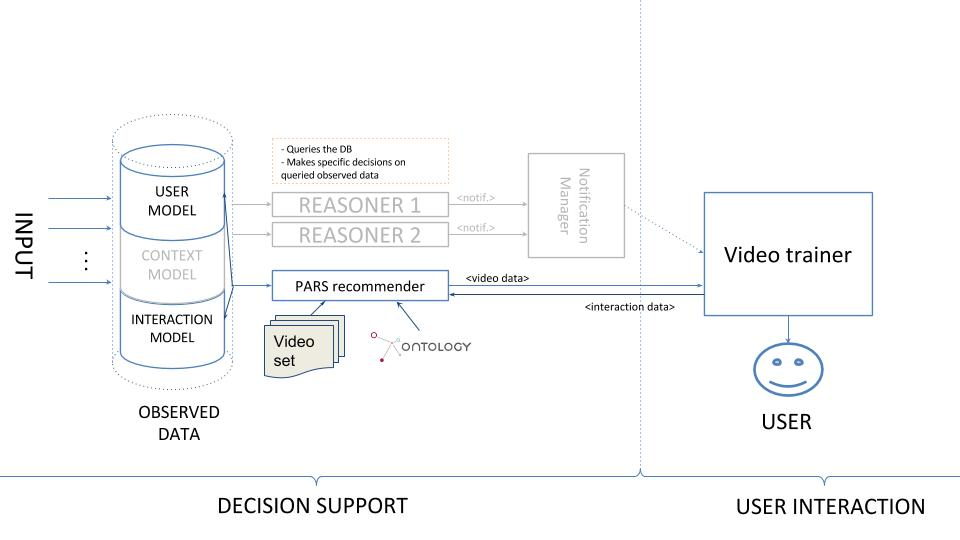 INPUT
⋮
USER
MODEL
CONTEXT
MODEL
INTERACTION
MODEL
OBSERVED
DATA
- Queries the DB
- Makes specific decisions on
queried observed data
REASONER 1
REASONER 2
<notif.>
<notif.>
Notification
Manager
PARS recommender
<video data>
<interaction data>
Video
set
ONTOLOGY
Video trainer
USER
DECISION SUPPORT
USER INTERACTION